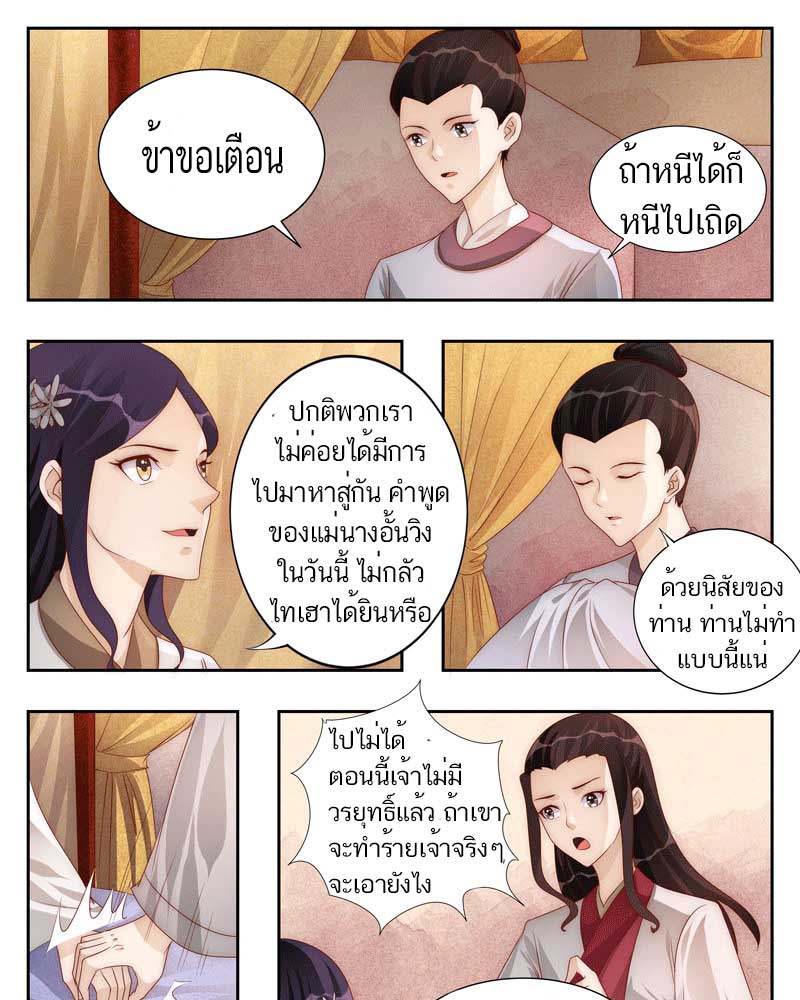 ข้าขอเตือน
ถ้าหนีได้ก็
หนีไปเถิด
ปกติพวกเรา
ไม่ค่อยได้มีการ
ไปมาหาสู่กัน คำพูด
ของแม่นางอั้นวิง
ในวันนี้ ไม่กลัว
ไทเฮาได้ยินหรือ
ด้วยนิสัยของ
ท่าน ท่านไม่ทำ
แบบนี้แน่
ไปไม่ได้
ตอนนี้เจ้าไม่มี
วรยุทธิ์แล้ว ถ้าเขา
จะทำร้ายเจ้าจริงๆ
จะเอายังไง